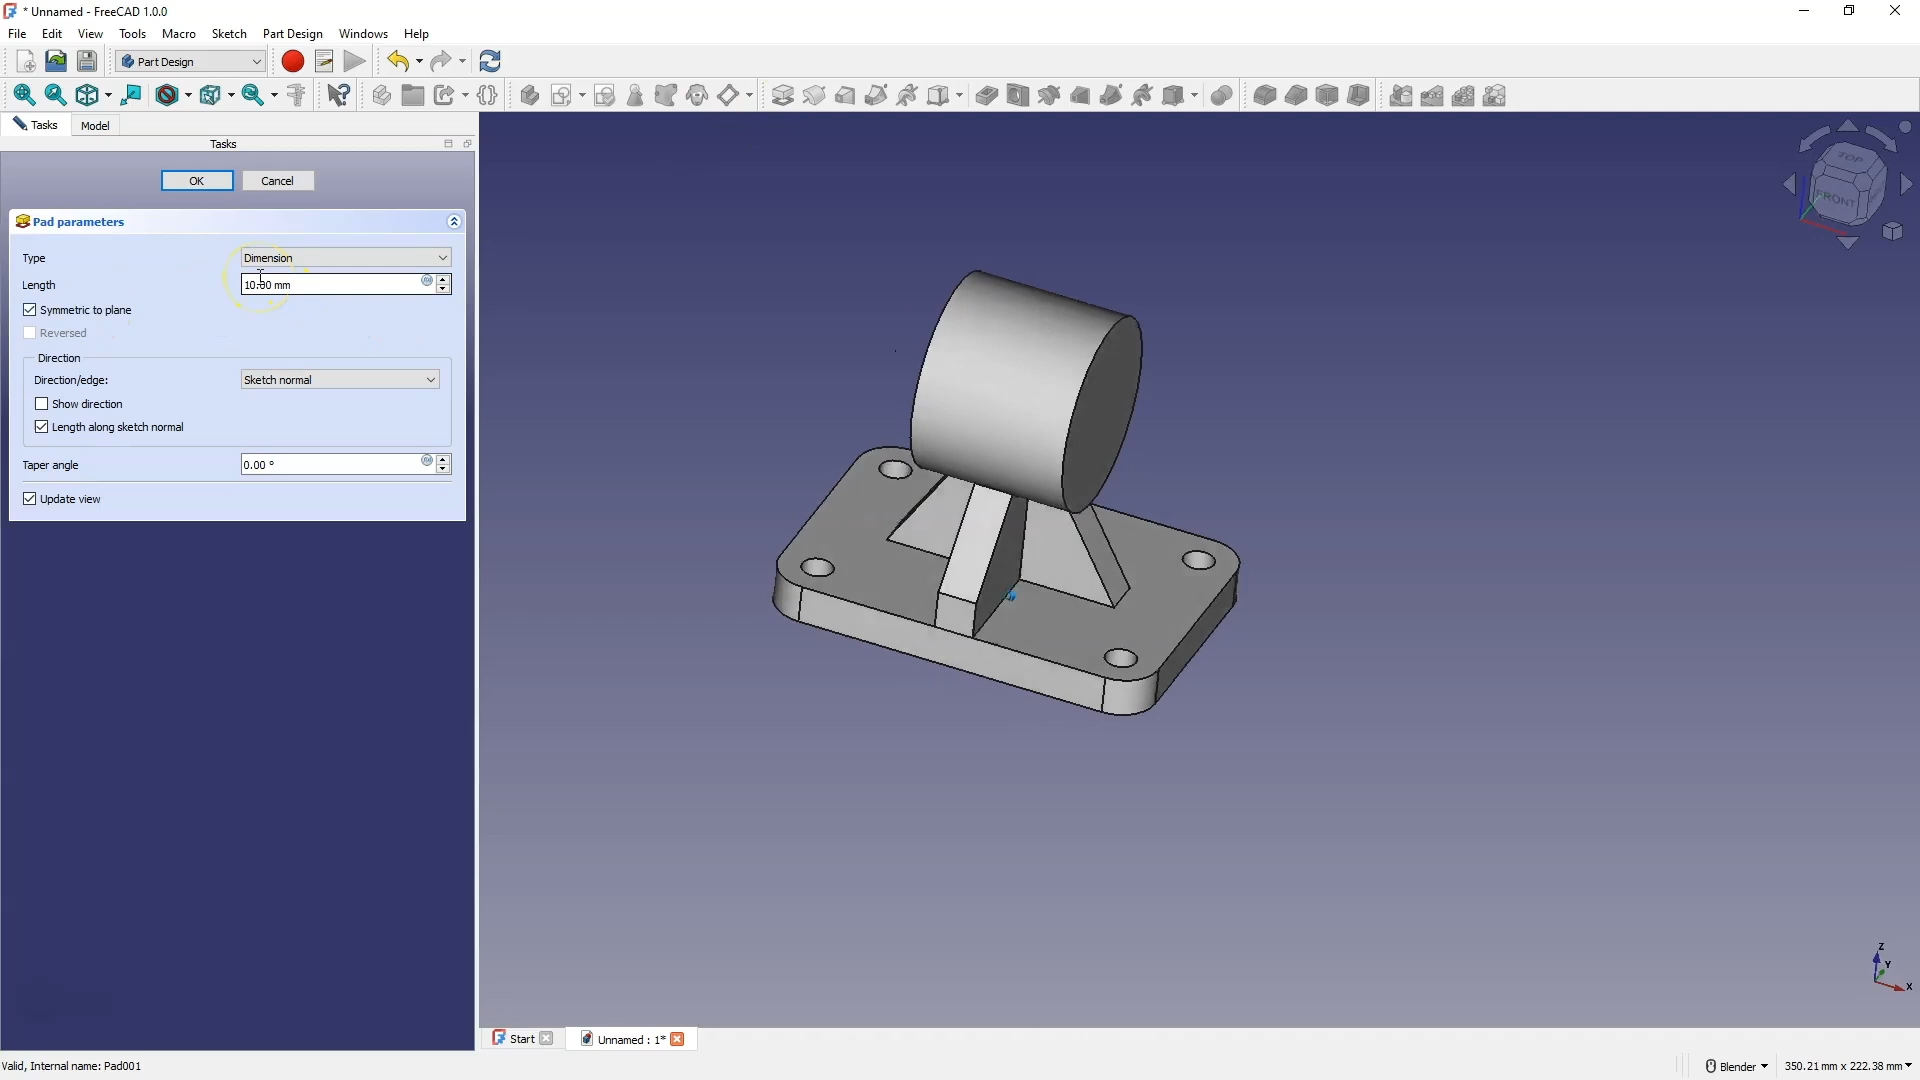 * Unnamed - FreeCAD 1.0.0
File Edit View Tools Macro Sketch Part Design Windows Help
Part Design
Tasks Model
Tasks
OK Cancel
Pad parameters
Type Dimension
Length 10.00 mm
Symmetric to plane
Reversed
Direction
Direction/edge: Sketch normal
Show direction
Length along sketch normal
Taper angle 0.00 °
Update view
TOP
FRONT
Z
Y
X
Start Unnamed : 1*
Valid, Internal name: Pad001 Blender 350.21 mm x 222.38 mm